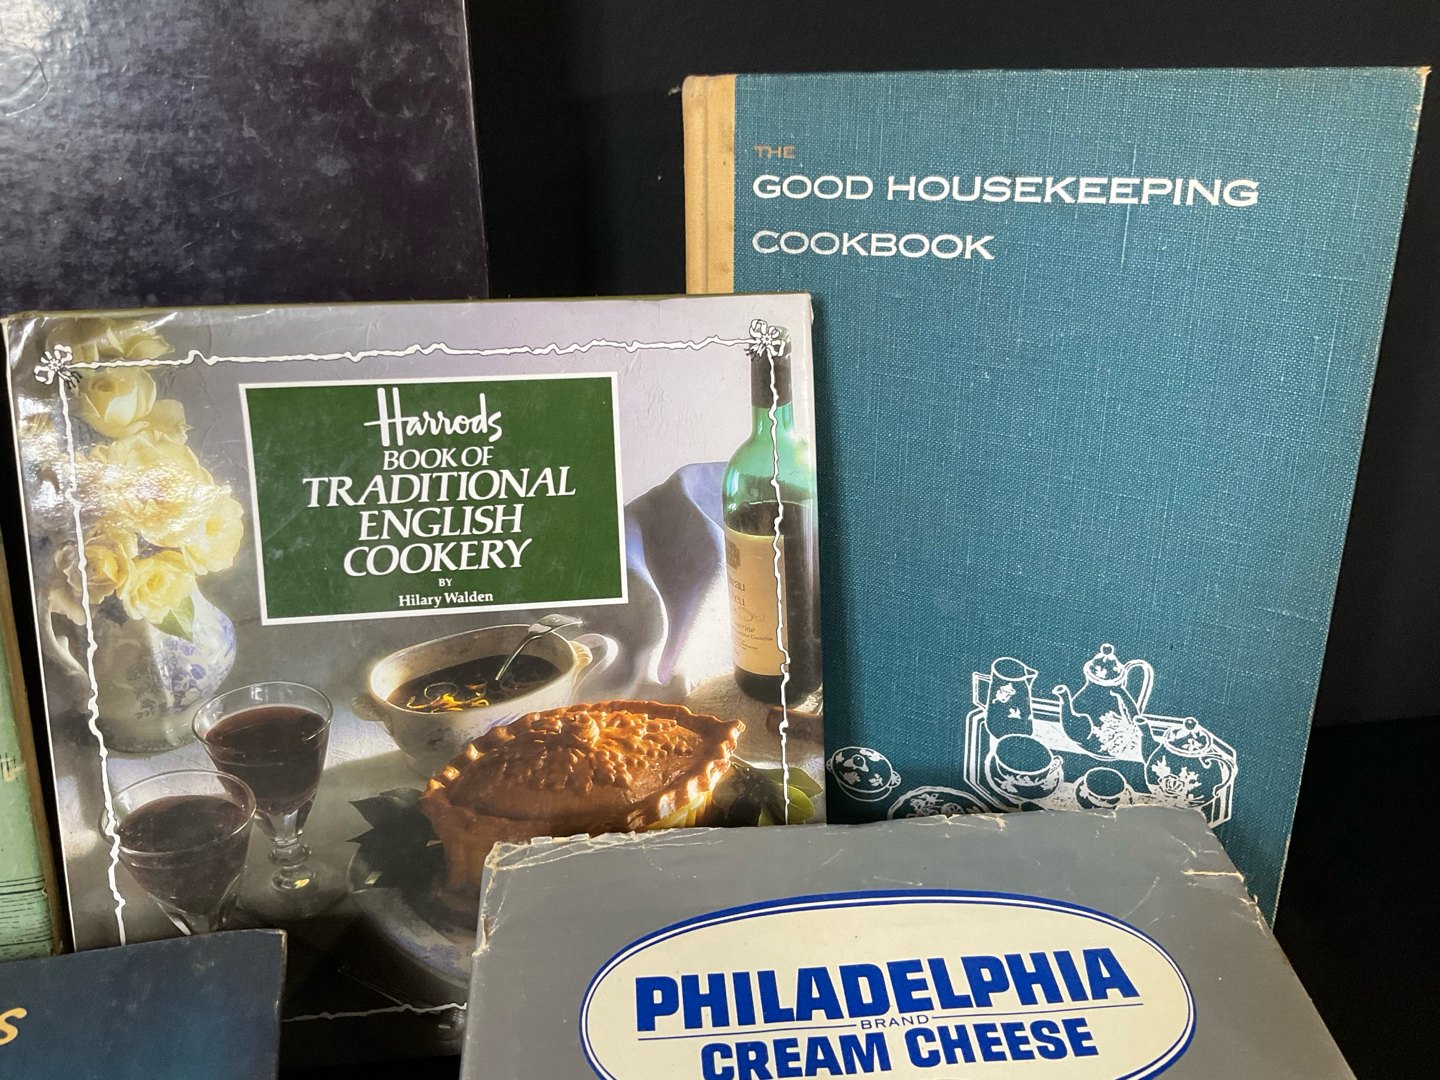 THE
GOOD HOUSEKEEPING
COOKBOOK
Harrods
BOOK OF
TRADITIONAL
ENGLISH
COOKERY
BY
Hilary Walden
PHILADELPHIA
BRAND
CREAM CHEESE